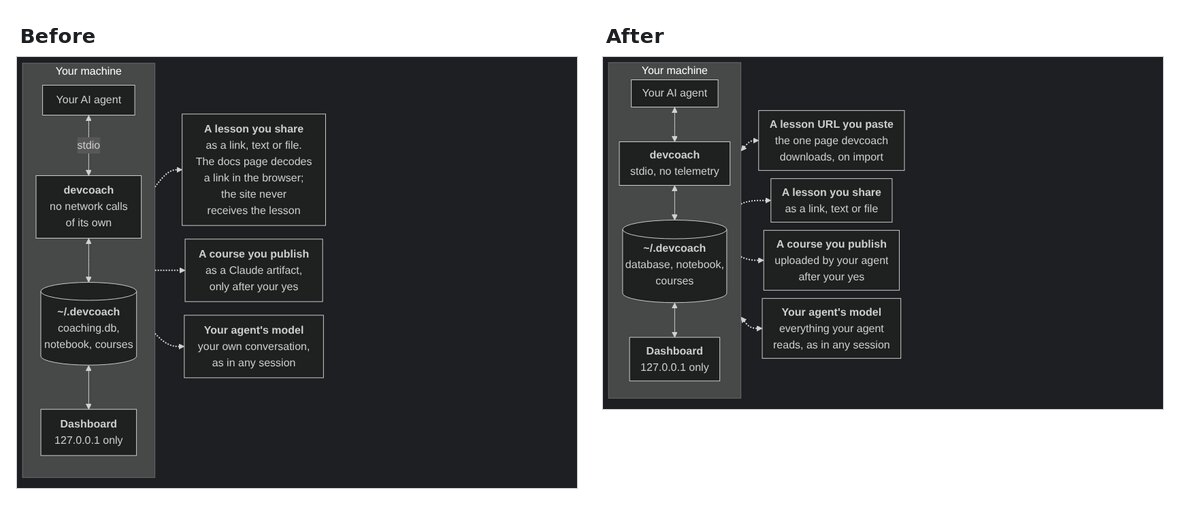 Before
Your machine
Your AI agent
stdio
devcoach
no network calls
of its own
~/.devcoach
coaching.db,
notebook, courses
Dashboard
127.0.0.1 only
A lesson you share
as a link, text or file.
The docs page decodes
a link in the browser;
the site never
receives the lesson
A course you publish
as a Claude artifact,
only after your yes
Your agent's model
your own conversation,
as in any session
After
Your machine
Your AI agent
devcoach
stdio, no telemetry
~/.devcoach
database, notebook,
courses
Dashboard
127.0.0.1 only
A lesson URL you paste
the one page devcoach
downloads, on import
A lesson you share
as a link, text or file
A course you publish
uploaded by your agent
after your yes
Your agent's model
everything your agent
reads, as in any session